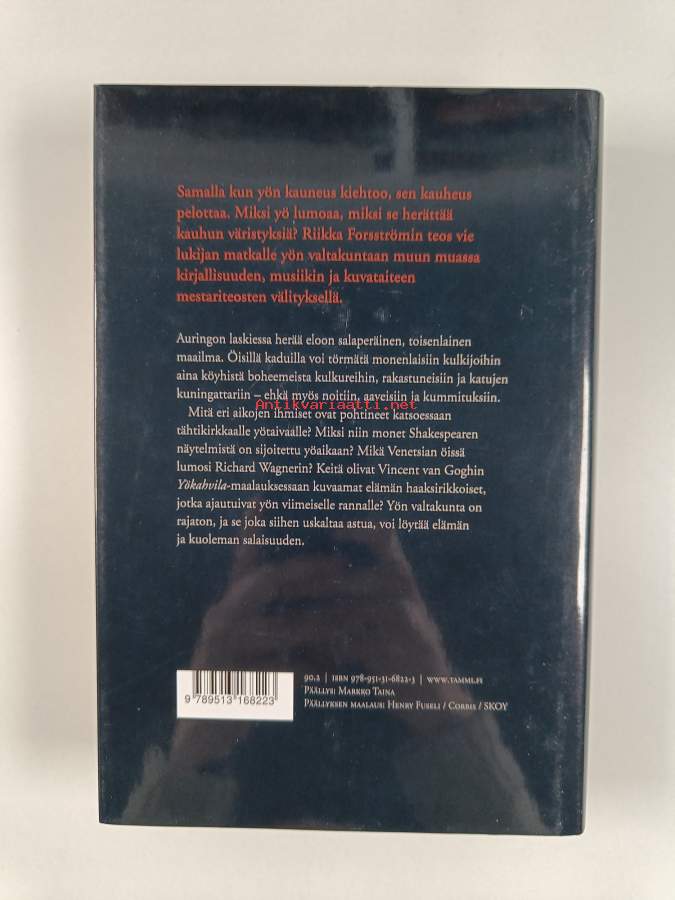 Samalla kun yön kauneus kiehtoo, sen kauheus
pelottaa. Miksi yö lumoaa, miksi se herättää
kauhun väristyksiä? Riikka Forsströmin teos vie
lukijan matkalle yön valtakuntaan muun muassa
kirjallisuuden, musiikin ja kuvataiteen
mestariteosten välityksellä.
Auringon laskiessa herää eloon salaperäinen, toisenlainen
maailma. Öisillä kaduilla voi törmätä monenlaisiin kulkijoihin
aina köyhistä boheemeista kulkureihin, rakastuneisiin ja katujen
kuningattariin – ehkä myös noitiin, aaveisiin ja kummituksiin.
Antikvariaatti.net
Mitä eri aikojen ihmiset ovat pohtineet katsoessaan
tähtikirkkaalle yötaivaalle? Miksi niin monet Shakespearen
näytelmistä on sijoitettu yöaikaan? Mikä Venetsian öissä
lumosi Richard Wagnerin? Keitä olivat Vincent van Goghin
Yökahvila-maalauksessaan kuvaamat elämän haaksirikkoiset,
jotka ajautuivat yön viimeiselle rannalle? Yön valtakunta on
rajaton, ja se joka siihen uskaltaa astua, voi löytää elämän
ja kuoleman salaisuuden.
90.2 | ISBN 978-951-31-6822-3 | WWW.TAMMI.FI
Päällys: Markko Taina
Päällyksen maalaus: Henry Fuseli / Corbis / SKOY
9 789513 168223